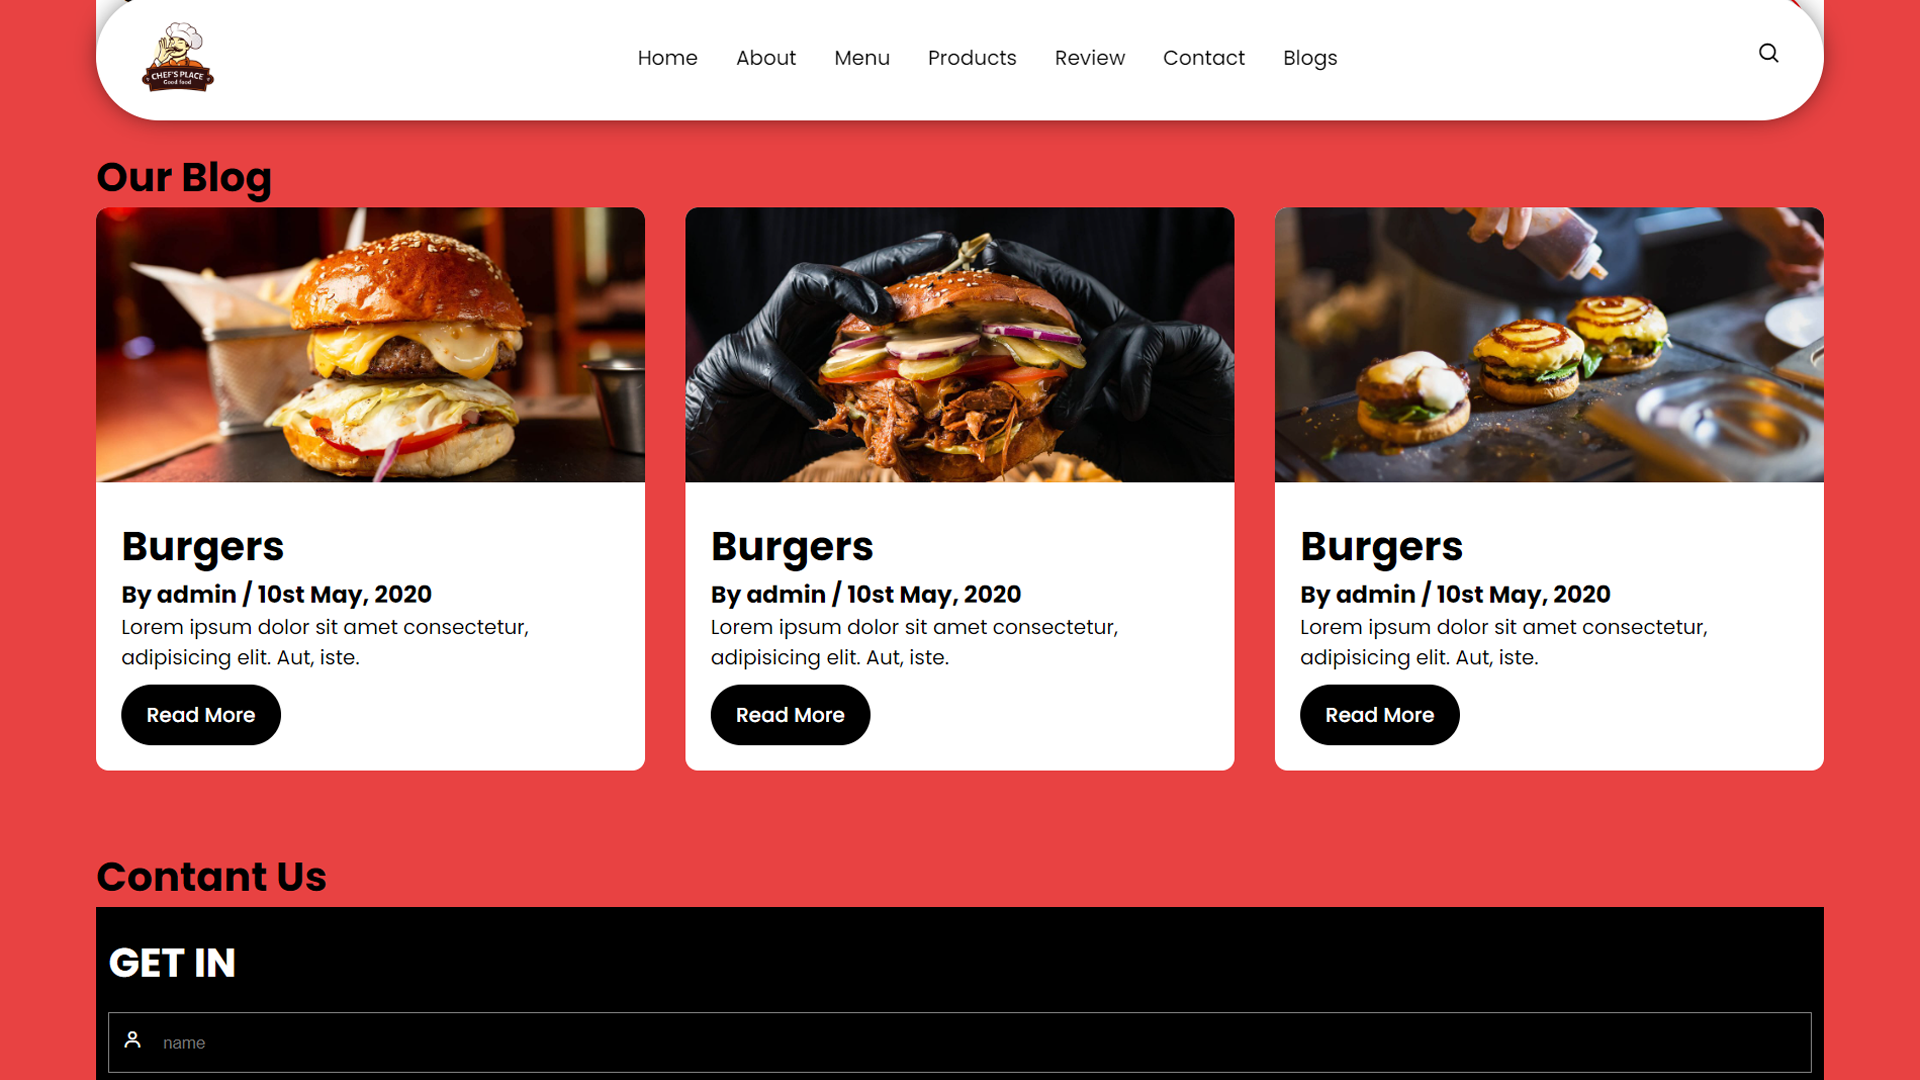 CHEF'S PLACE
Good food
Home About Menu Products Review Contact Blogs
Our Blog
Burgers
By admin / 10st May, 2020
Lorem ipsum dolor sit amet consectetur,
adipisicing elit. Aut, iste.
Read More
Burgers
By admin / 10st May, 2020
Lorem ipsum dolor sit amet consectetur,
adipisicing elit. Aut, iste.
Read More
Burgers
By admin / 10st May, 2020
Lorem ipsum dolor sit amet consectetur,
adipisicing elit. Aut, iste.
Read More
Contant Us
GET IN
name